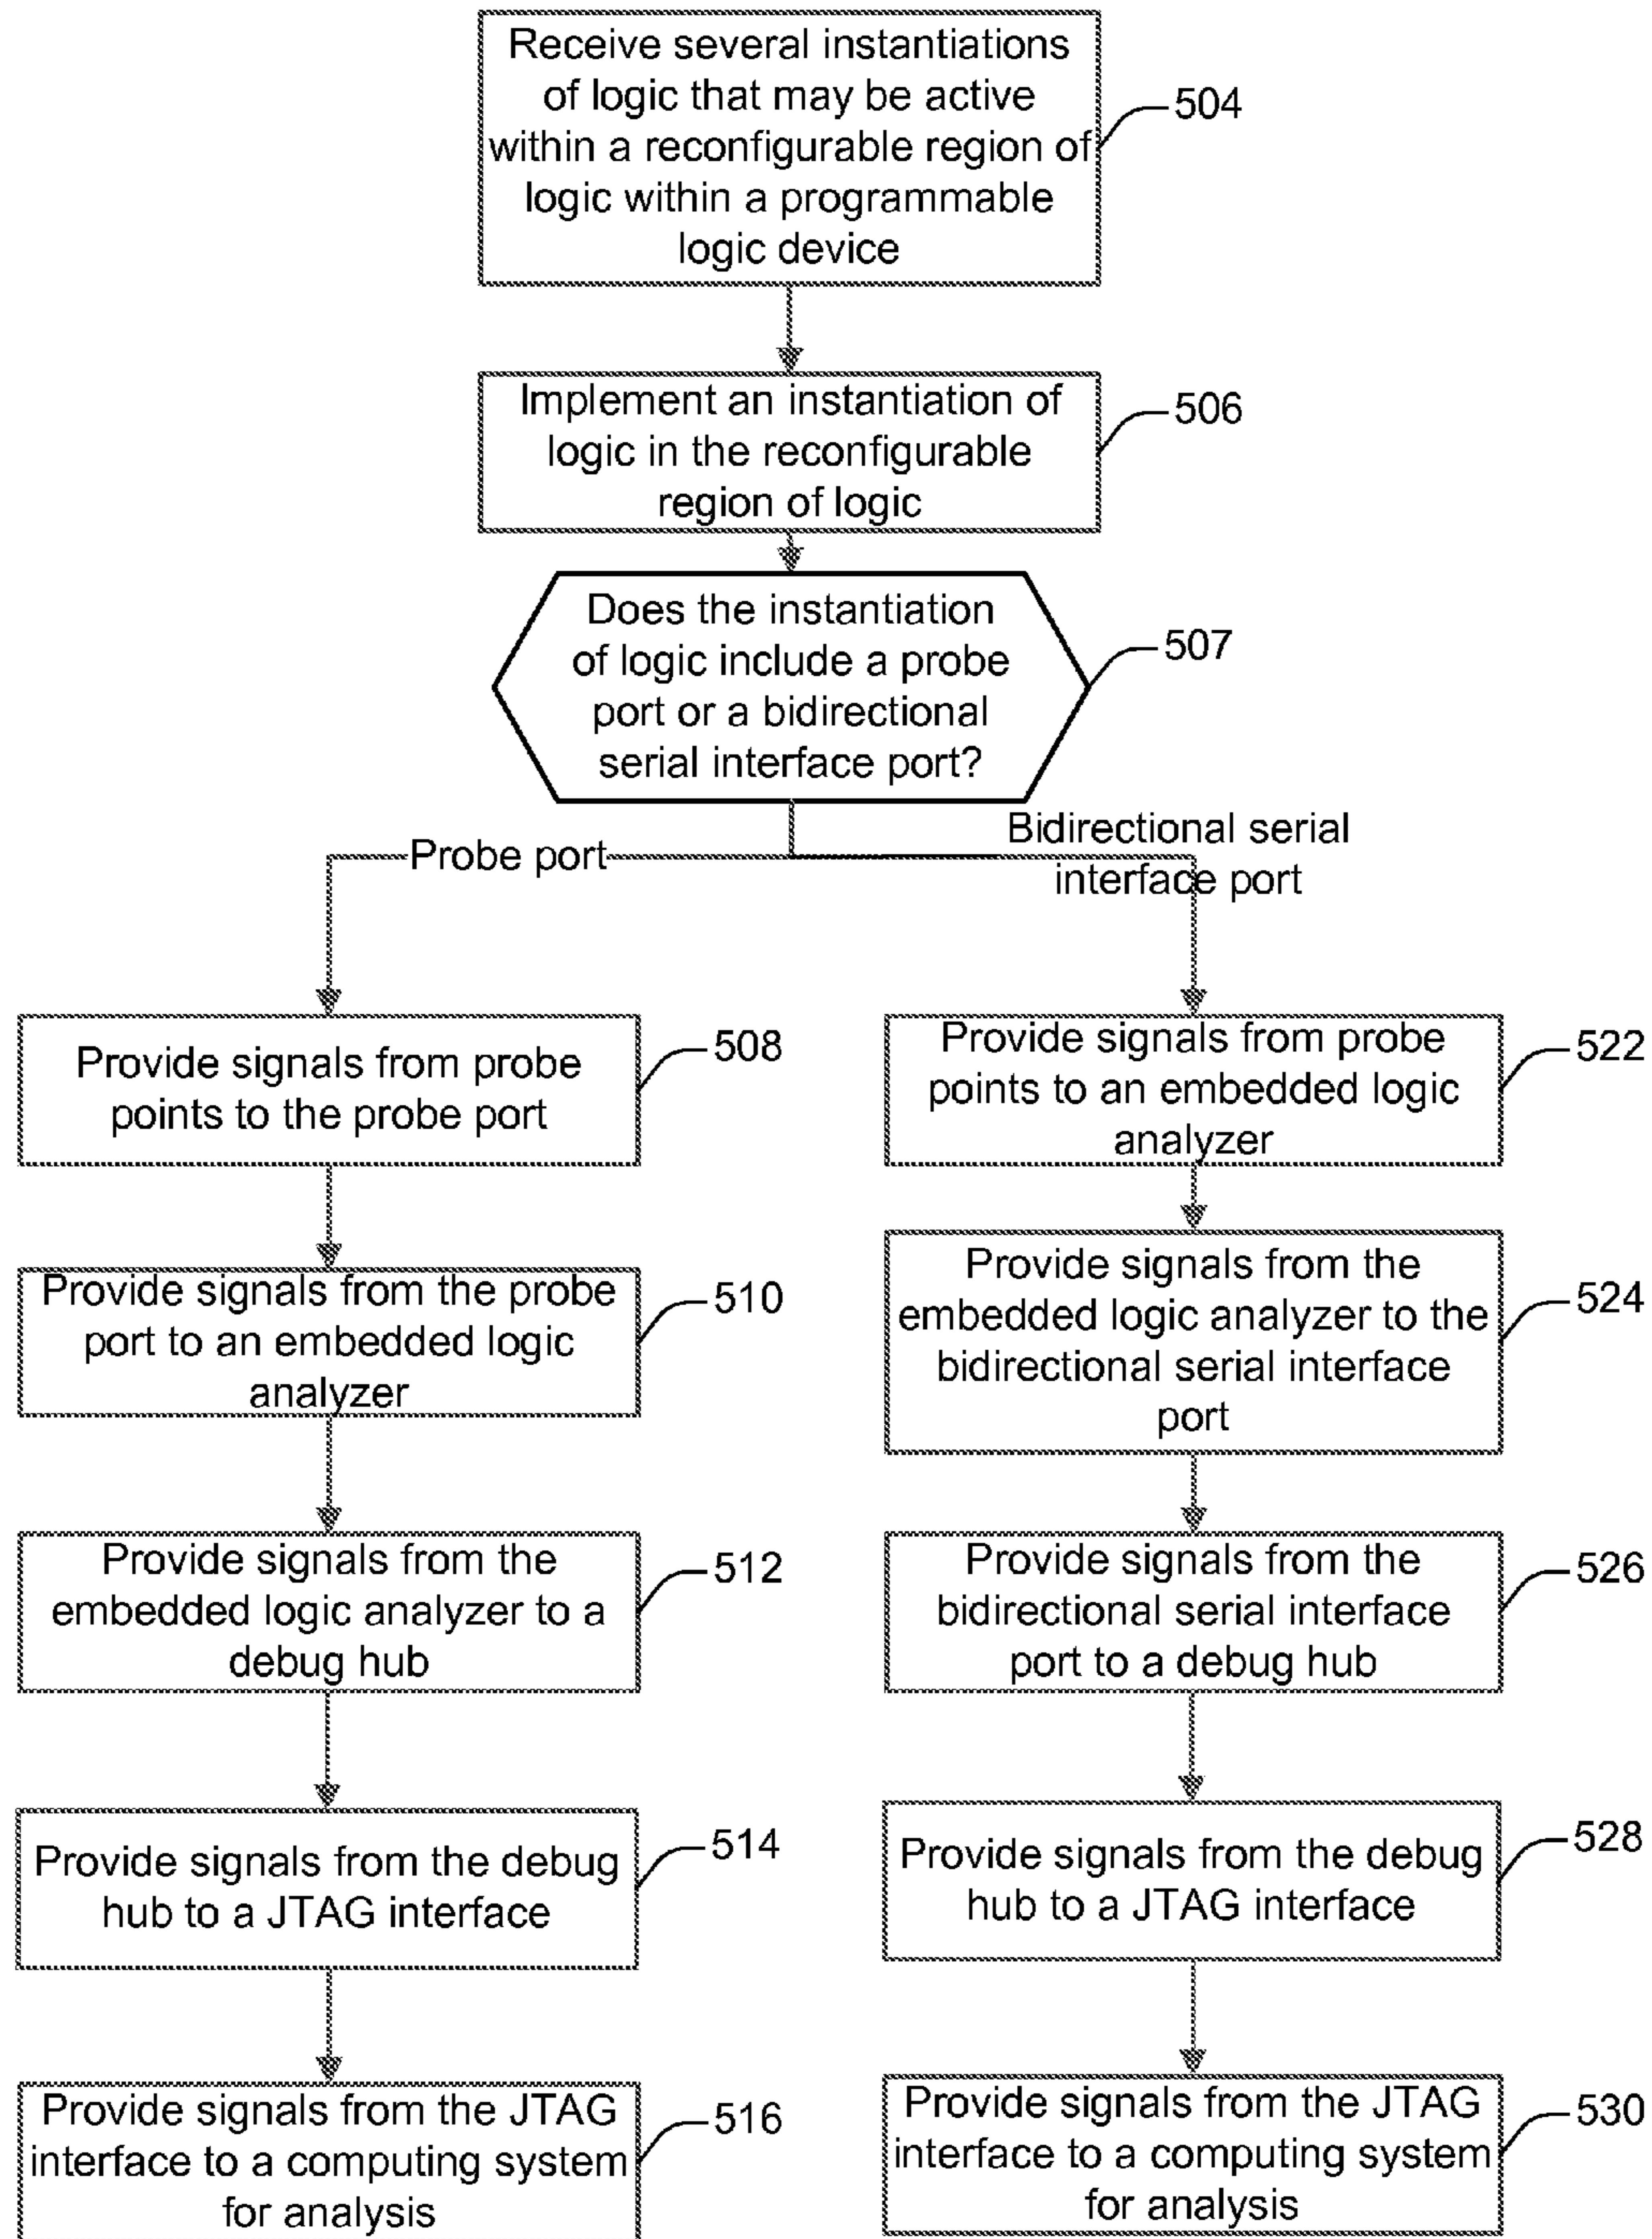 Receive several instantiations
of logic that may be active
within a reconfigurable region of
logic within a programmable
logic device
504
Implement an instantiation of
logic in the reconfigurable
region of logic
506
Does the instantiation
of logic include a probe
port or a bidirectional
serial interface port?
507
Probe port
Bidirectional serial
interface port
Provide signals from probe
points to the probe port
508
Provide signals from the probe
port to an embedded logic
analyzer
510
Provide signals from the
embedded logic analyzer to a
debug hub
512
Provide signals from the debug
hub to a JTAG interface
514
Provide signals from the JTAG
interface to a computing system
for analysis
516
Provide signals from probe
points to an embedded logic
analyzer
522
Provide signals from the
embedded logic analyzer to the
bidirectional serial interface
port
524
Provide signals from the
bidirectional serial interface
port to a debug hub
526
Provide signals from the debug
hub to a JTAG interface
528
Provide signals from the JTAG
interface to a computing system
for analysis
530